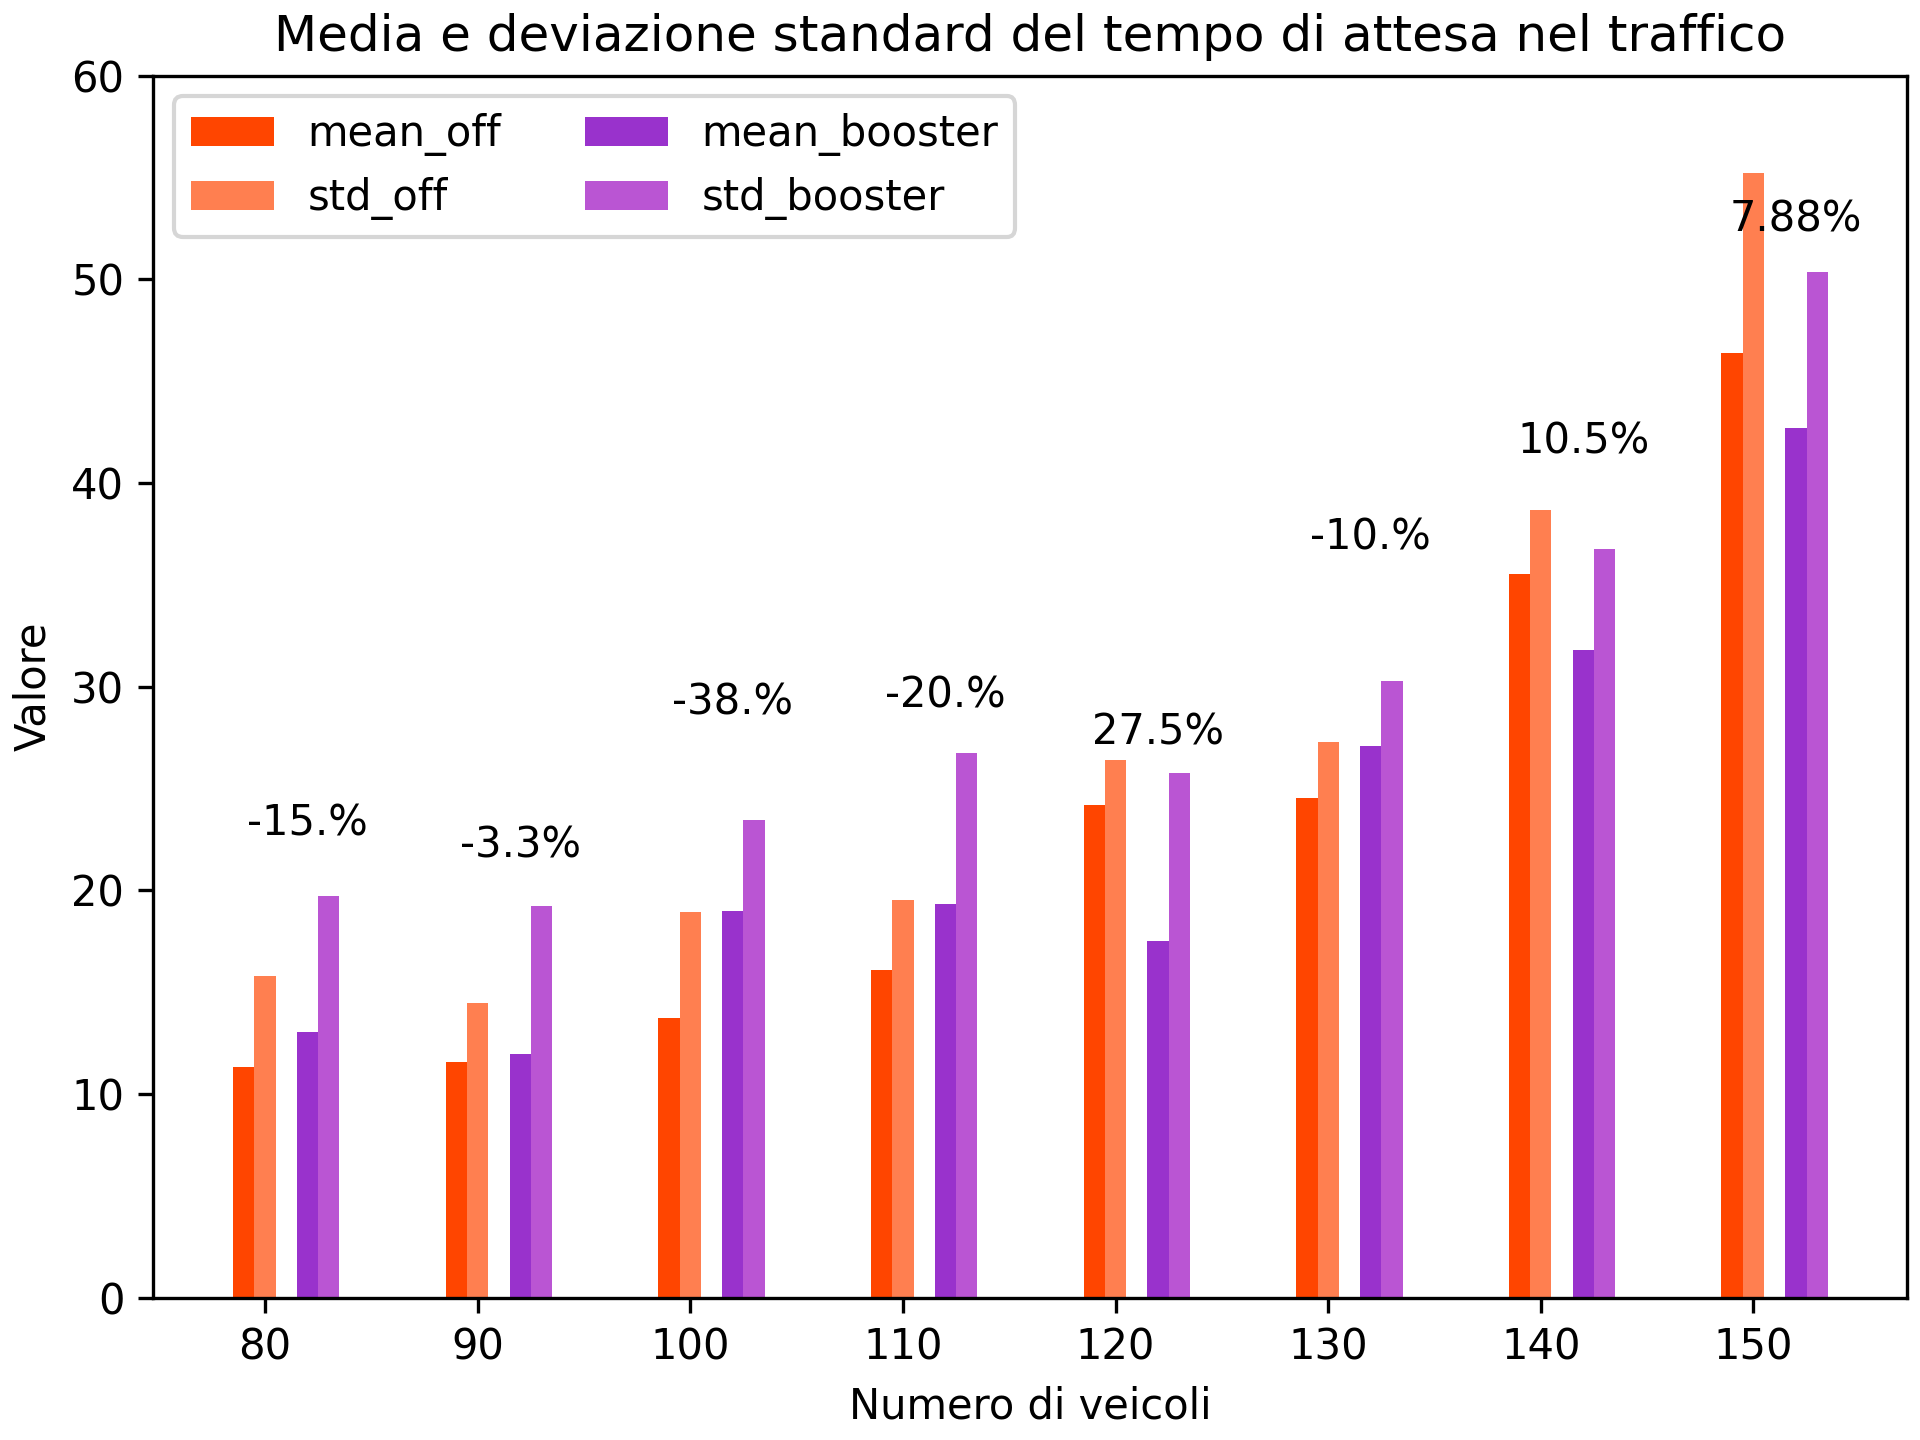 Media e deviazione standard del tempo di attesa nel traffico
mean_off
std_off
mean_booster
std_booster
Valore
60
50
40
30
20
10
0
-15.%
-3.3%
-38.%
-20.%
27.5%
-10.%
10.5%
7.88%
80 90 100 110 120 130 140 150
Numero di veicoli